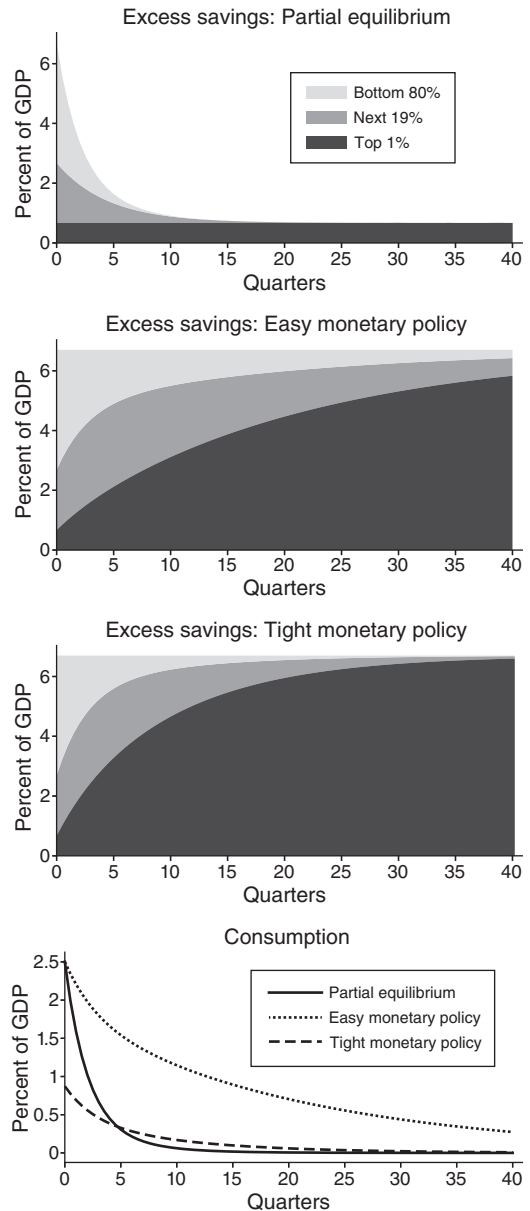 Excess savings: Partial equilibrium
Percent of GDP
6
4
2
0
Bottom 80%
Next 19%
Top 1%
0 5 10 15 20 25 30 35 40
Quarters
Excess savings: Easy monetary policy
Percent of GDP
6
4
2
0
0 5 10 15 20 25 30 35 40
Quarters
Excess savings: Tight monetary policy
Percent of GDP
6
4
2
0
0 5 10 15 20 25 30 35 40
Quarters
Consumption
Percent of GDP
2.5
2
1.5
1
0.5
0
Partial equilibrium
Easy monetary policy
Tight monetary policy
0 5 10 15 20 25 30 35 40
Quarters